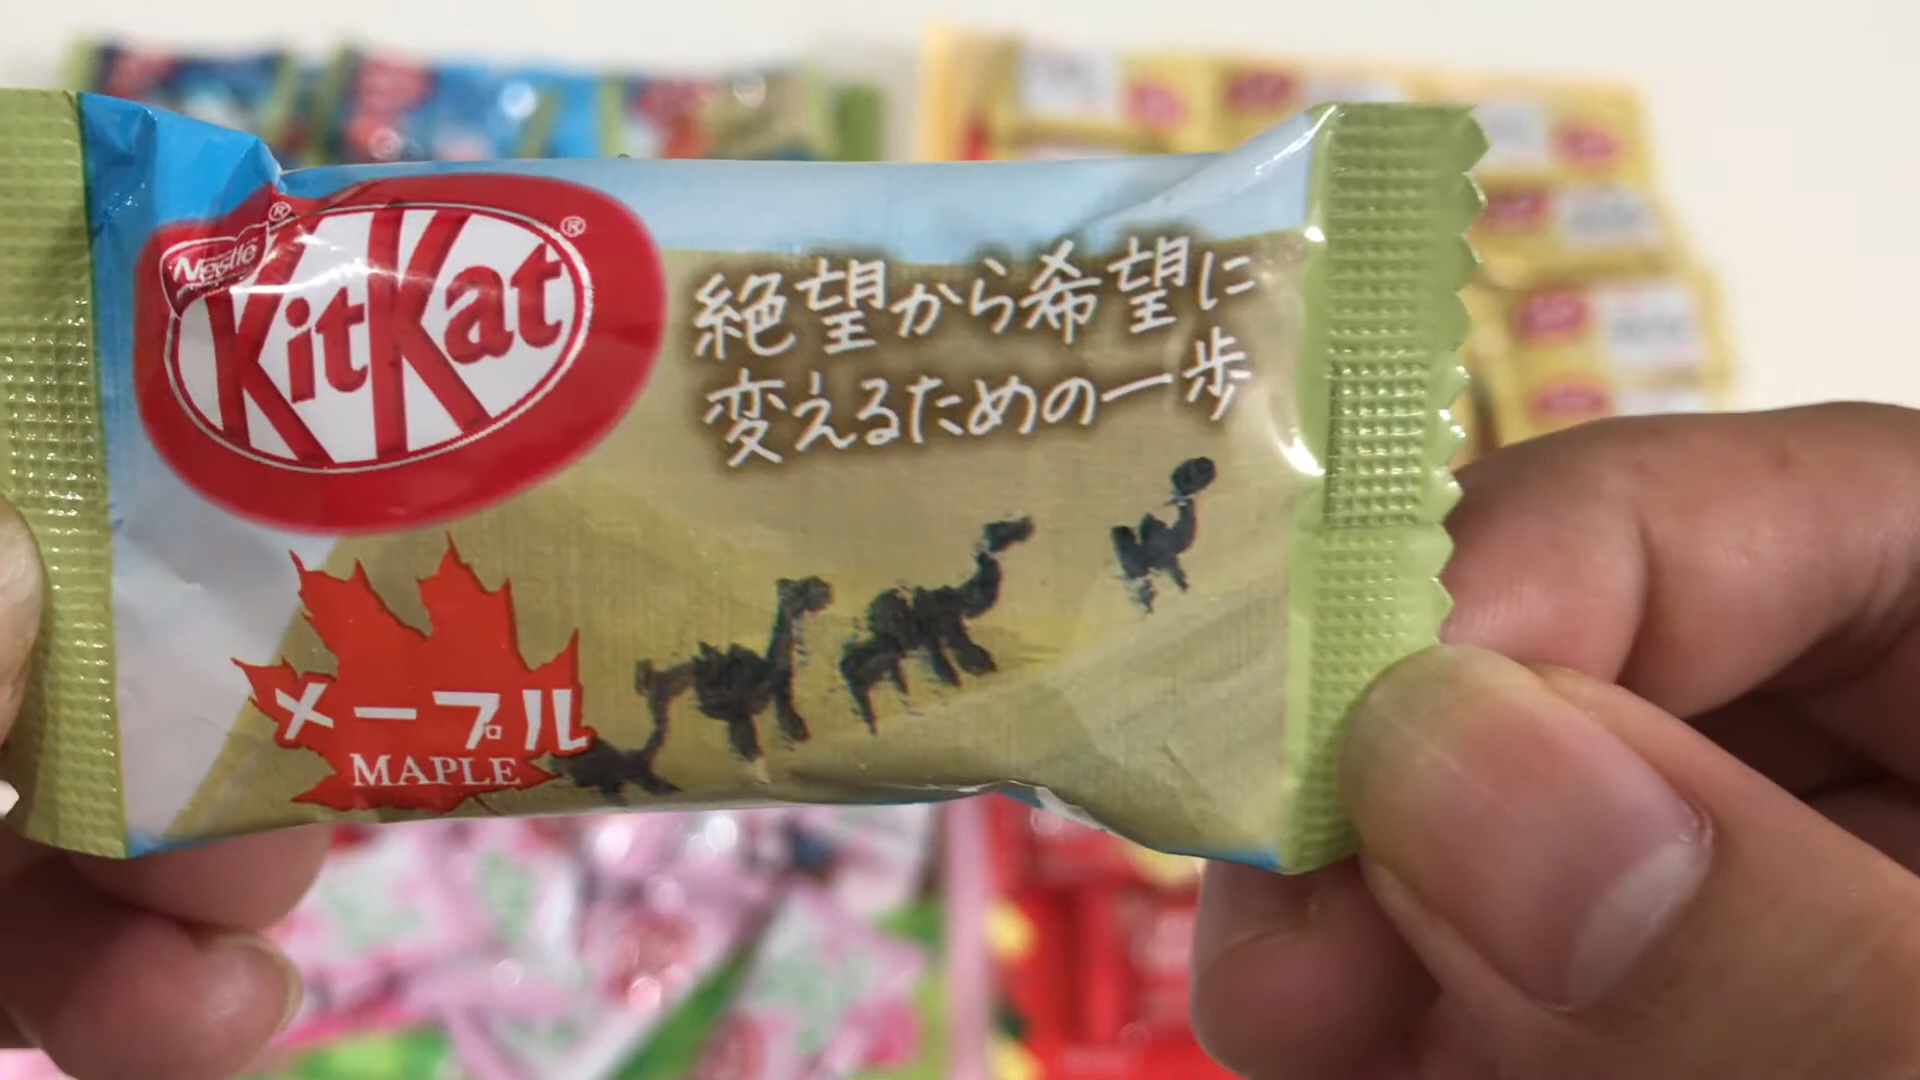 Nestlé
KitKat
絶望から希望に
変えるための一歩
メープル
MAPLE